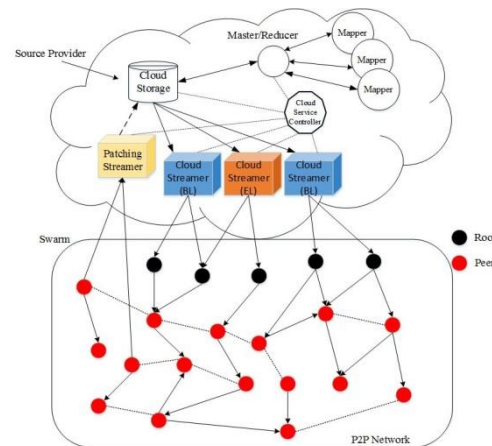 Source Provider
Master/Reducer
Mapper
Mapper
Mapper
Cloud
Storage
Cloud
Service
Controller
Patching
Streamer
Cloud
Streamer
(BL)
Cloud
Streamer
(EL)
Cloud
Streamer
(BL)
Swarm
Roo
Peer
P2P Network